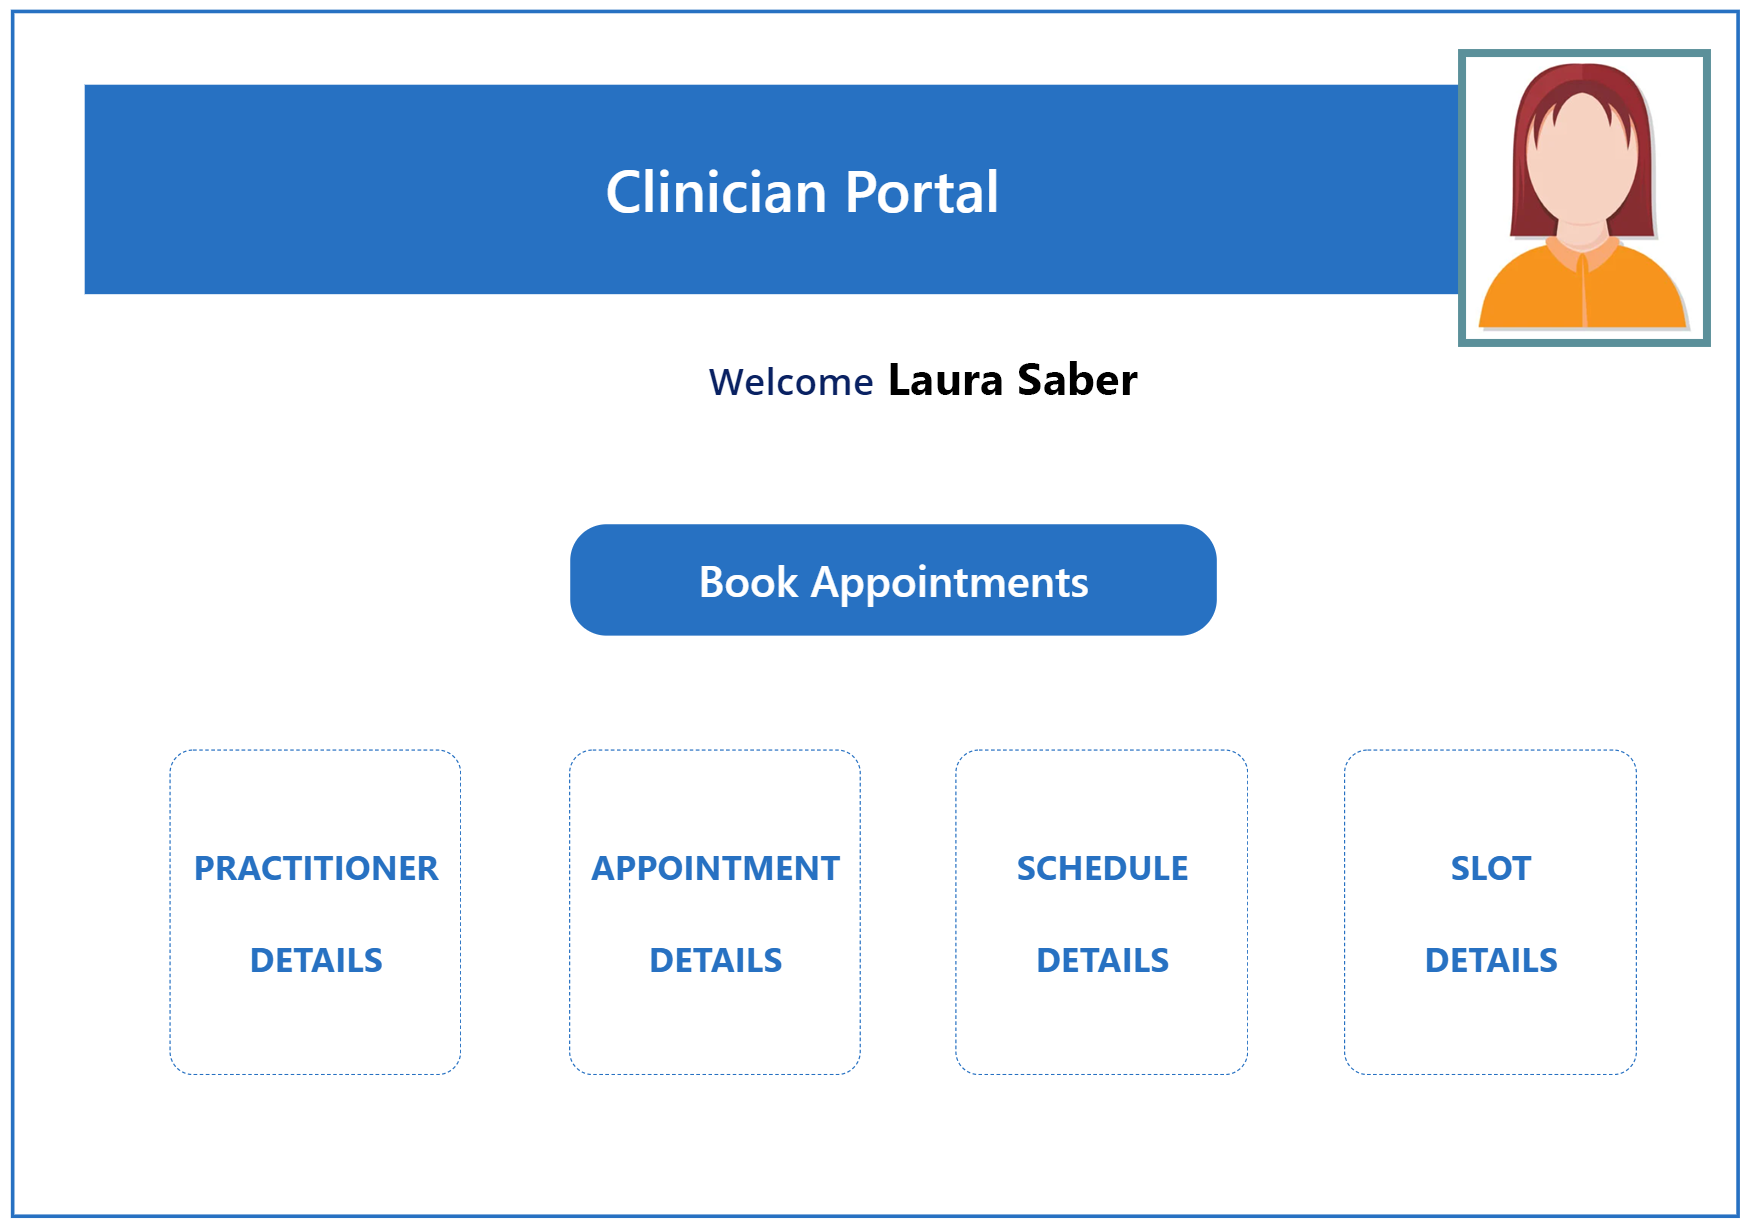 Clinician Portal
Welcome Laura Saber
Book Appointments
PRACTITIONER
DETAILS
APPOINTMENT
DETAILS
SCHEDULE
DETAILS
SLOT
DETAILS